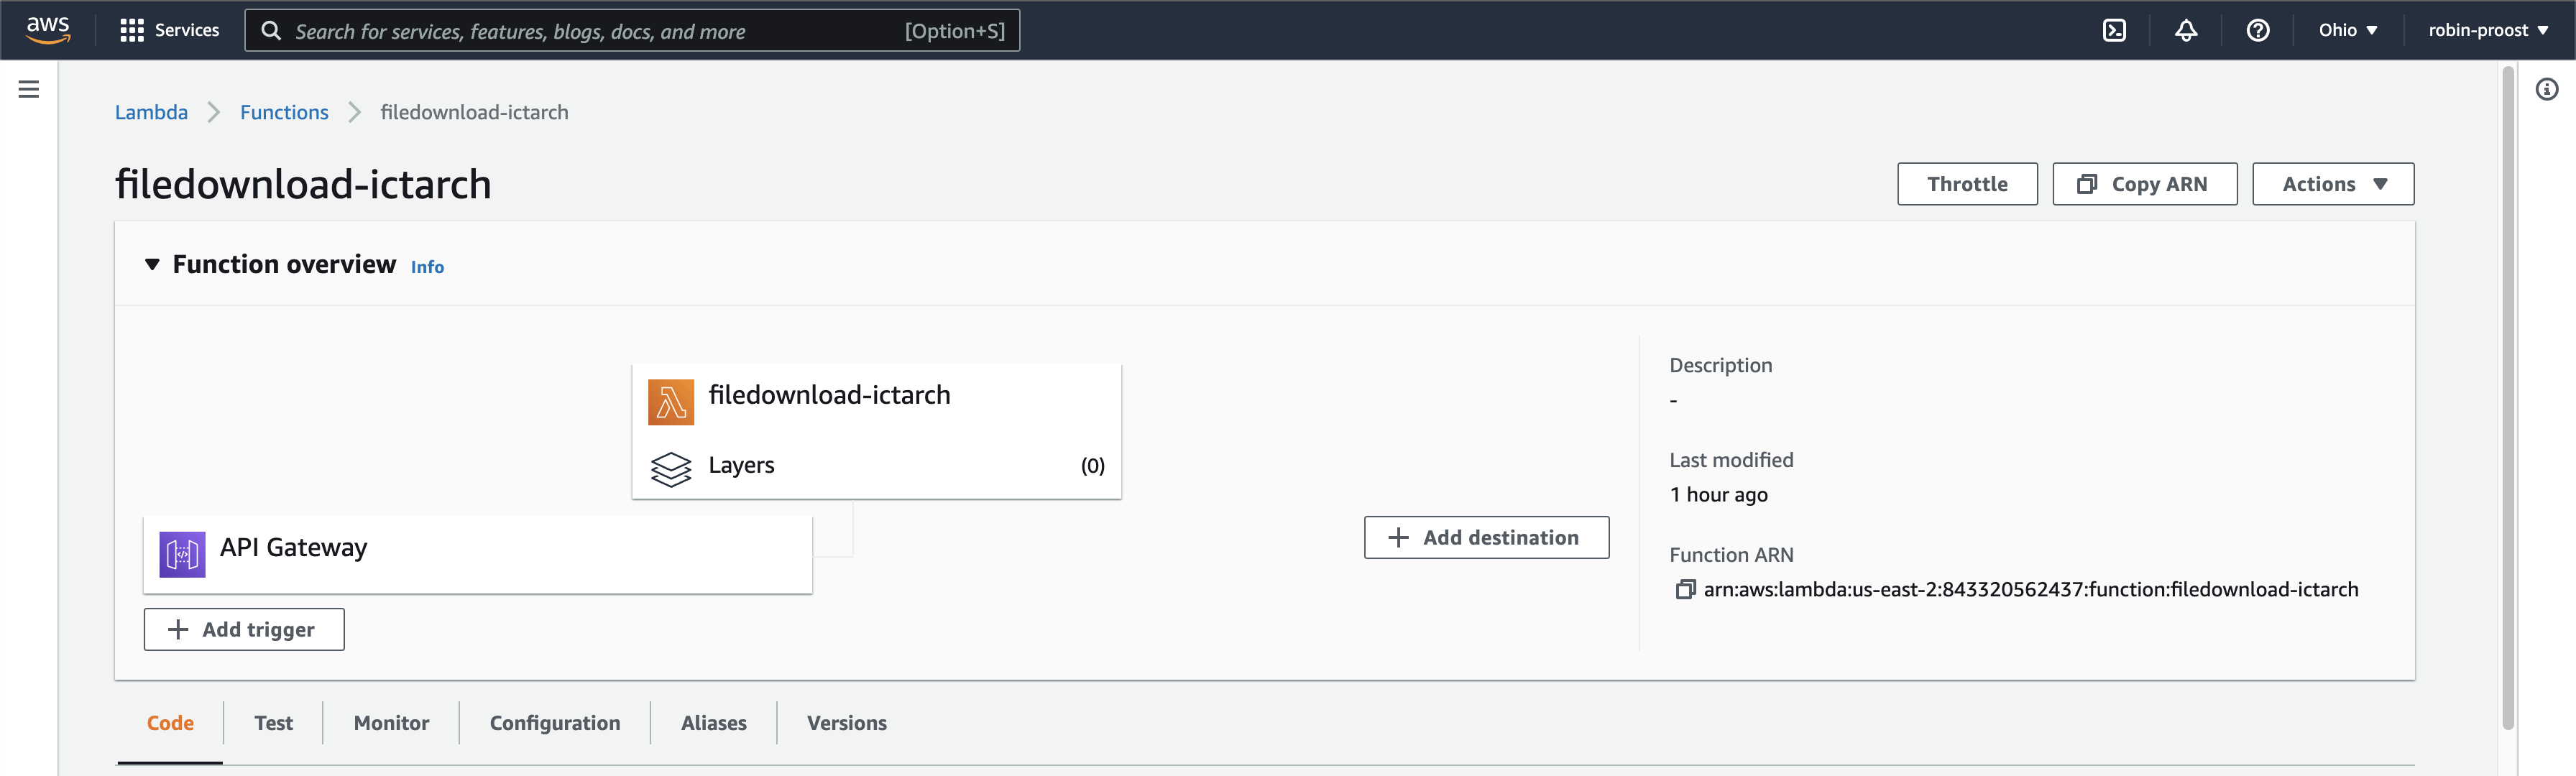 aws Services Search for services, features, blogs, docs, and more [Option+S] Ohio robin-proost
Lambda Functions filedownload-ictarch
filedownload-ictarch
Throttle Copy ARN Actions
Function overview Info
filedownload-ictarch
Layers (0)
API Gateway
+ Add trigger
+ Add destination
Description
-
Last modified
1 hour ago
Function ARN
arn:aws:lambda:us-east-2:843320562437:function:filedownload-ictarch
Code Test Monitor Configuration Aliases Versions